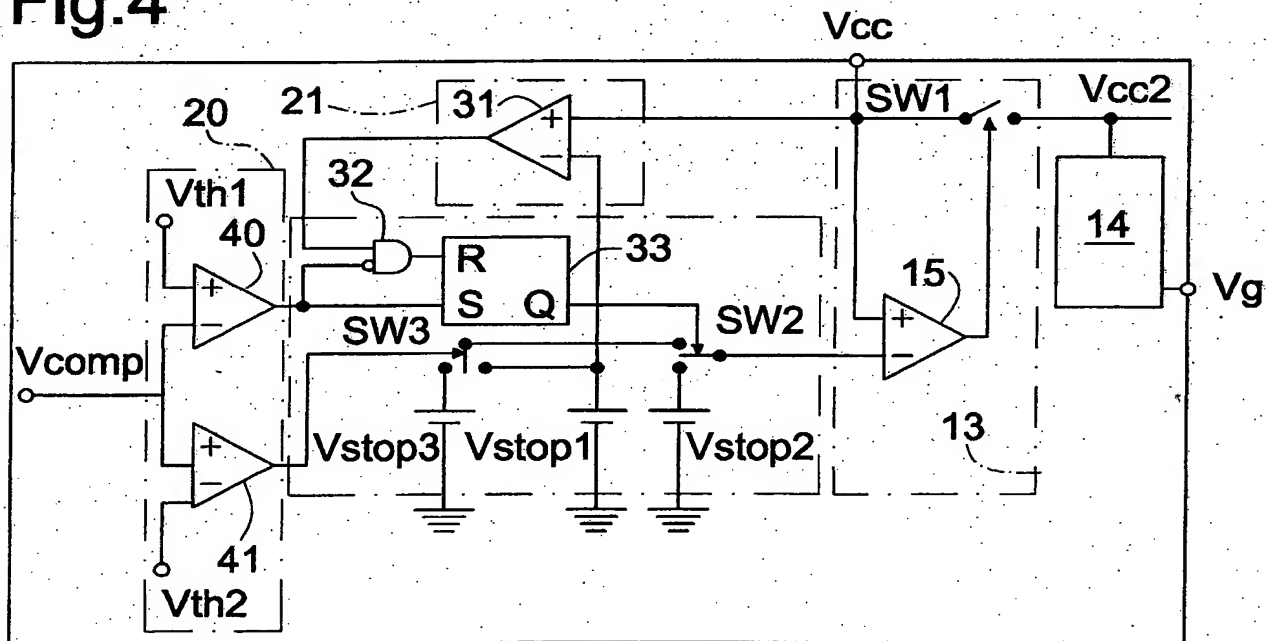 Fig.4
Vcc
21
31
+
−
SW1
Vcc2
20
Vth1
32
40
+
−
R
S
Q
33
14
Vg
15
+
−
SW3
SW2
Vcomp
Vstop3
Vstop1
Vstop2
13
+
−
41
Vth2